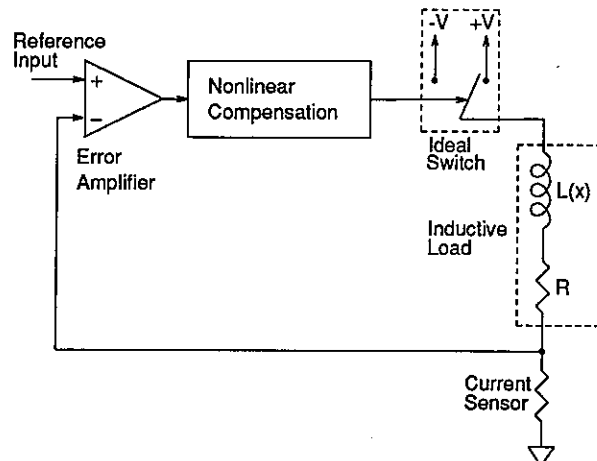 -V +V
Reference
Input
+
−
Nonlinear
Compensation
Error
Amplifier
Ideal
Switch
L(x)
Inductive
Load
R
Current
Sensor